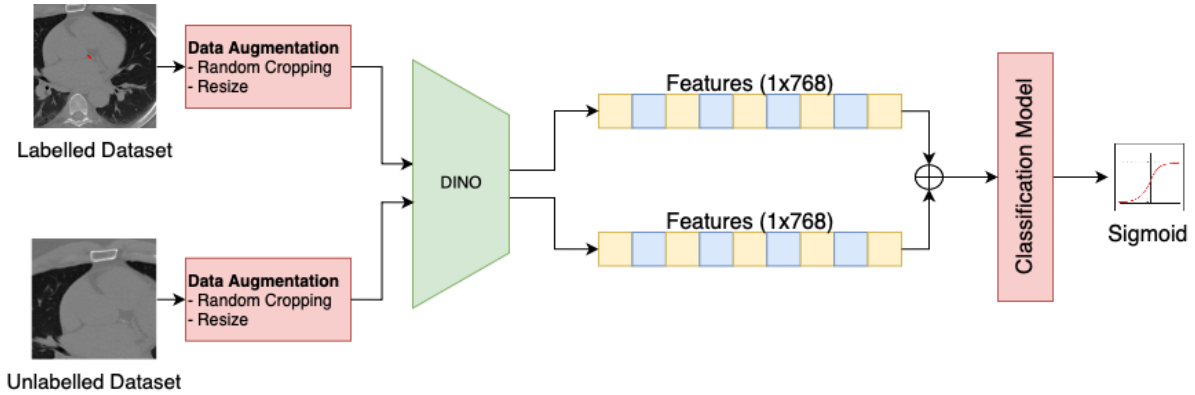 Labelled Dataset
Data Augmentation
- Random Cropping
- Resize
Unlabelled Dataset
Data Augmentation
- Random Cropping
- Resize
DINO
Features (1x768)
Features (1x768)
Classification Model
Sigmoid